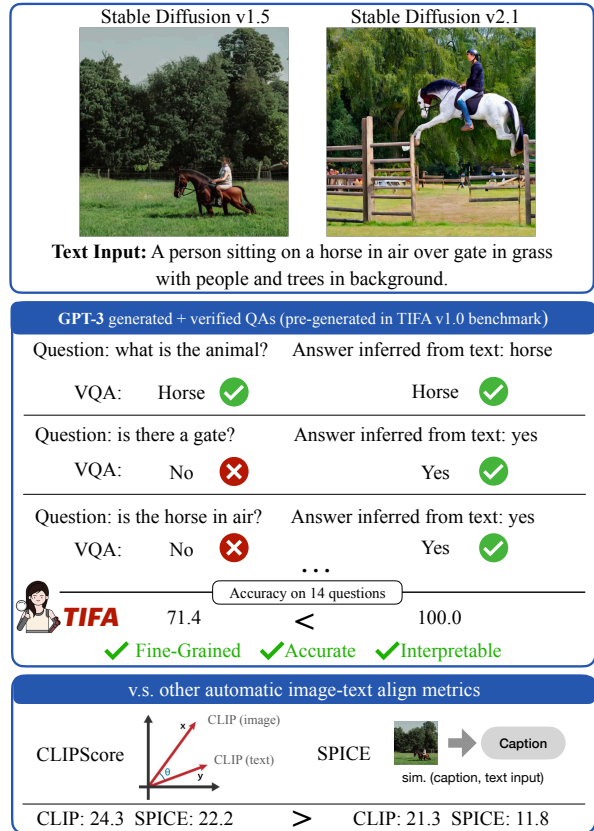 Stable Diffusion v1.5 Stable Diffusion v2.1
Text Input: A person sitting on a horse in air over gate in grass
with people and trees in background.
GPT-3 generated + verified QAs (pre-generated in TIFA v1.0 benchmark)
Question: what is the animal? Answer inferred from text: horse
VQA: Horse Horse
Question: is there a gate? Answer inferred from text: yes
VQA: No Yes
Question: is the horse in air? Answer inferred from text: yes
VQA: No Yes
...
Accuracy on 14 questions
TIFA 71.4 < 100.0
Fine-Grained Accurate Interpretable
v.s. other automatic image-text align metrics
CLIPScore x CLIP (image) θ CLIP (text) y SPICE Caption
sim. (caption, text input)
CLIP: 24.3 SPICE: 22.2 > CLIP: 21.3 SPICE: 11.8